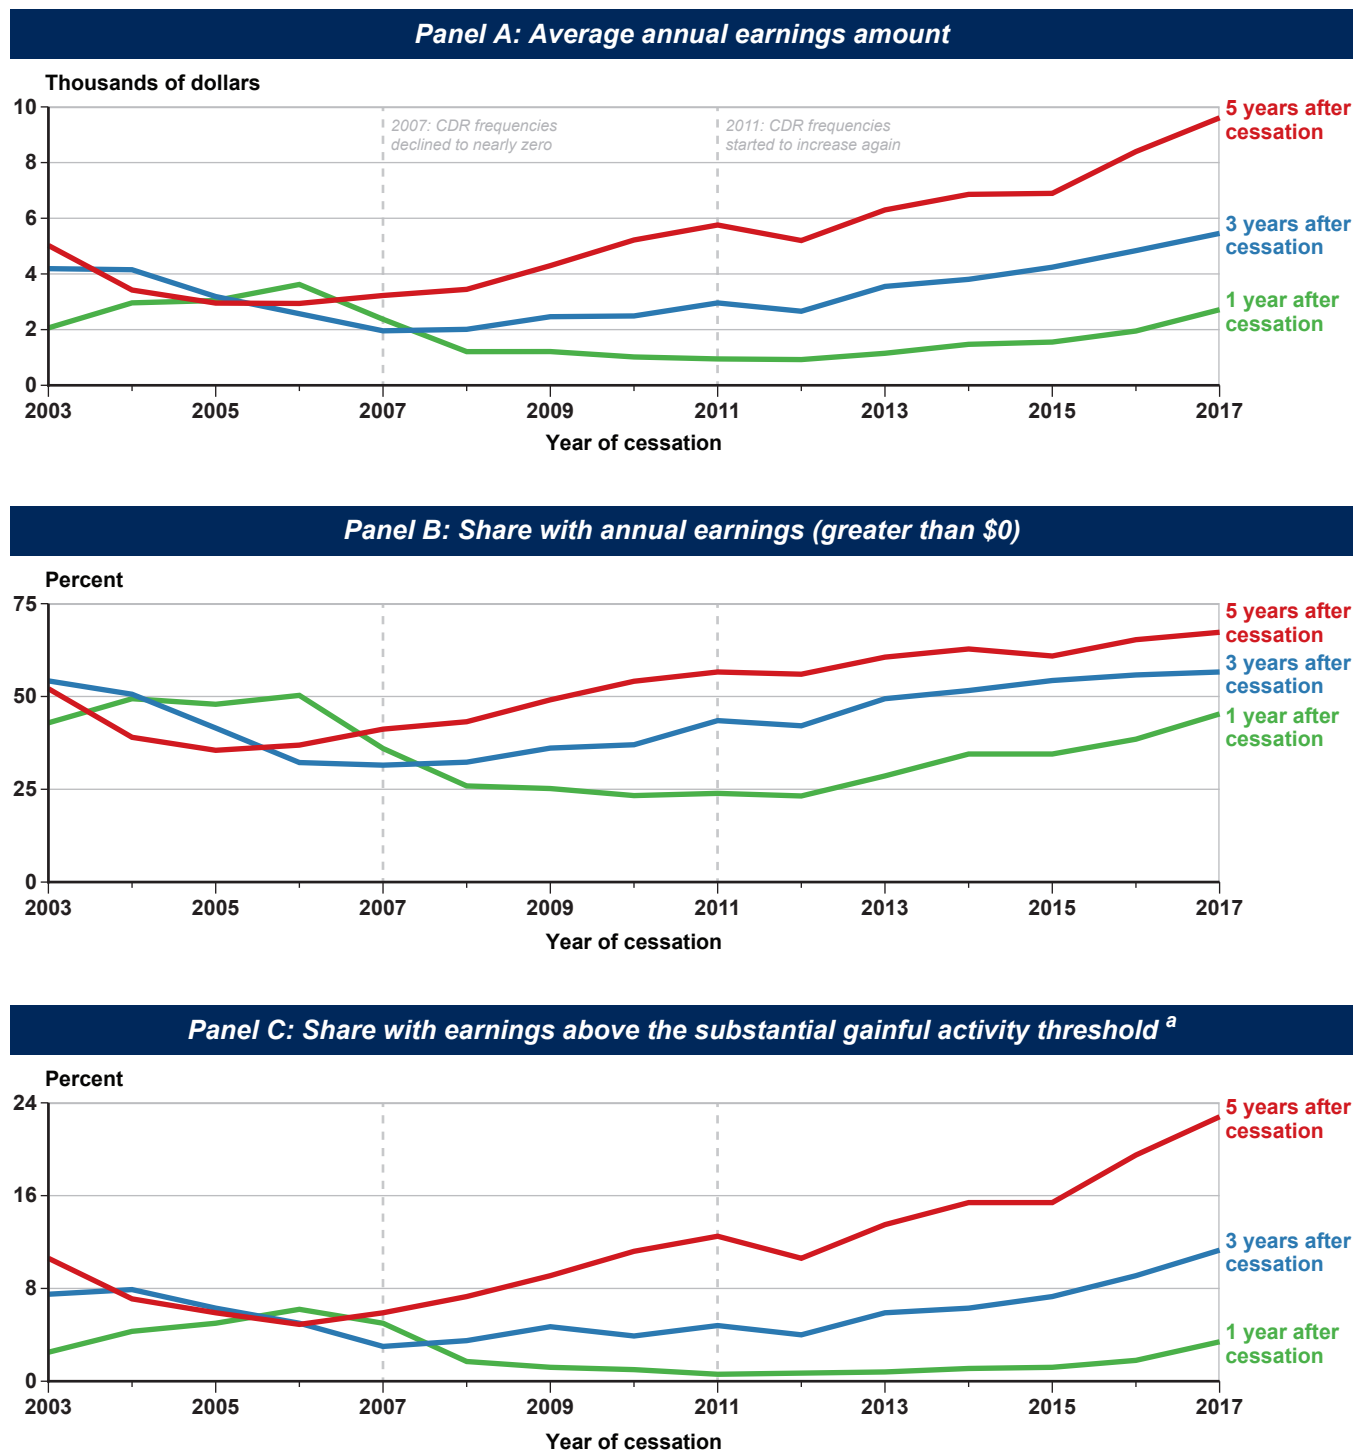 Panel A: Average annual earnings amount
Thousands of dollars
10
8
6
4
2
0
2007: CDR frequencies
declined to nearly zero
2011: CDR frequencies
started to increase again
5 years after
cessation
3 years after
cessation
1 year after
cessation
2003 2005 2007 2009 2011 2013 2015 2017
Year of cessation
Panel B: Share with annual earnings (greater than $0)
Percent
75
50
25
0
5 years after
cessation
3 years after
cessation
1 year after
cessation
2003 2005 2007 2009 2011 2013 2015 2017
Year of cessation
Panel C: Share with earnings above the substantial gainful activity threshold a
Percent
24
16
8
0
5 years after
cessation
3 years after
cessation
1 year after
cessation
2003 2005 2007 2009 2011 2013 2015 2017
Year of cessation